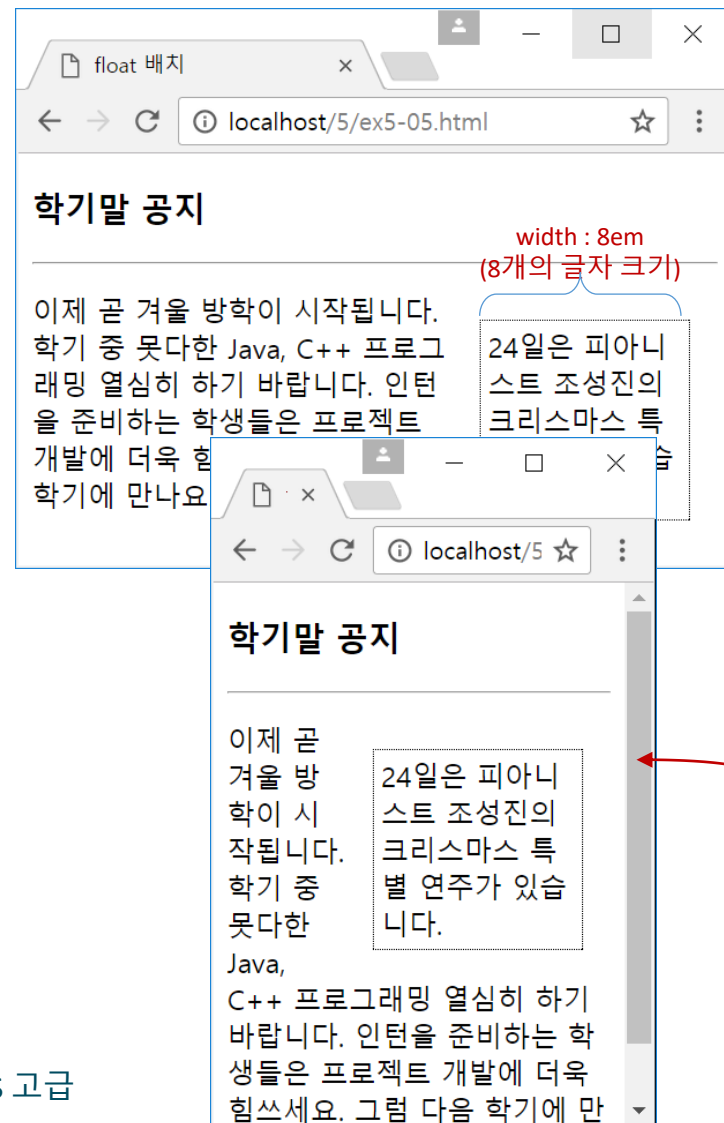 float 배치
localhost/5/ex5-05.html
학기말 공지
width : 8em
(8개의 글자 크기)
이제 곧 겨울 방학이 시작됩니다.
학기 중 못다한 Java, C++ 프로그
래밍 열심히 하기 바랍니다. 인턴
을 준비하는 학생들은 프로젝트
개발에 더욱 힘
학기에 만나요
24일은 피아니
스트 조성진의
크리스마스 특
습
localhost/5
학기말 공지
이제 곧
겨울 방
학이 시
작됩니다.
학기 중
못다한
Java,
C++ 프로그래밍 열심히 하기
바랍니다. 인턴을 준비하는 학
생들은 프로젝트 개발에 더욱
힘쓰세요. 그럼 다음 학기에 만
24일은 피아니
스트 조성진의
크리스마스 특
별 연주가 있습
니다.
고급